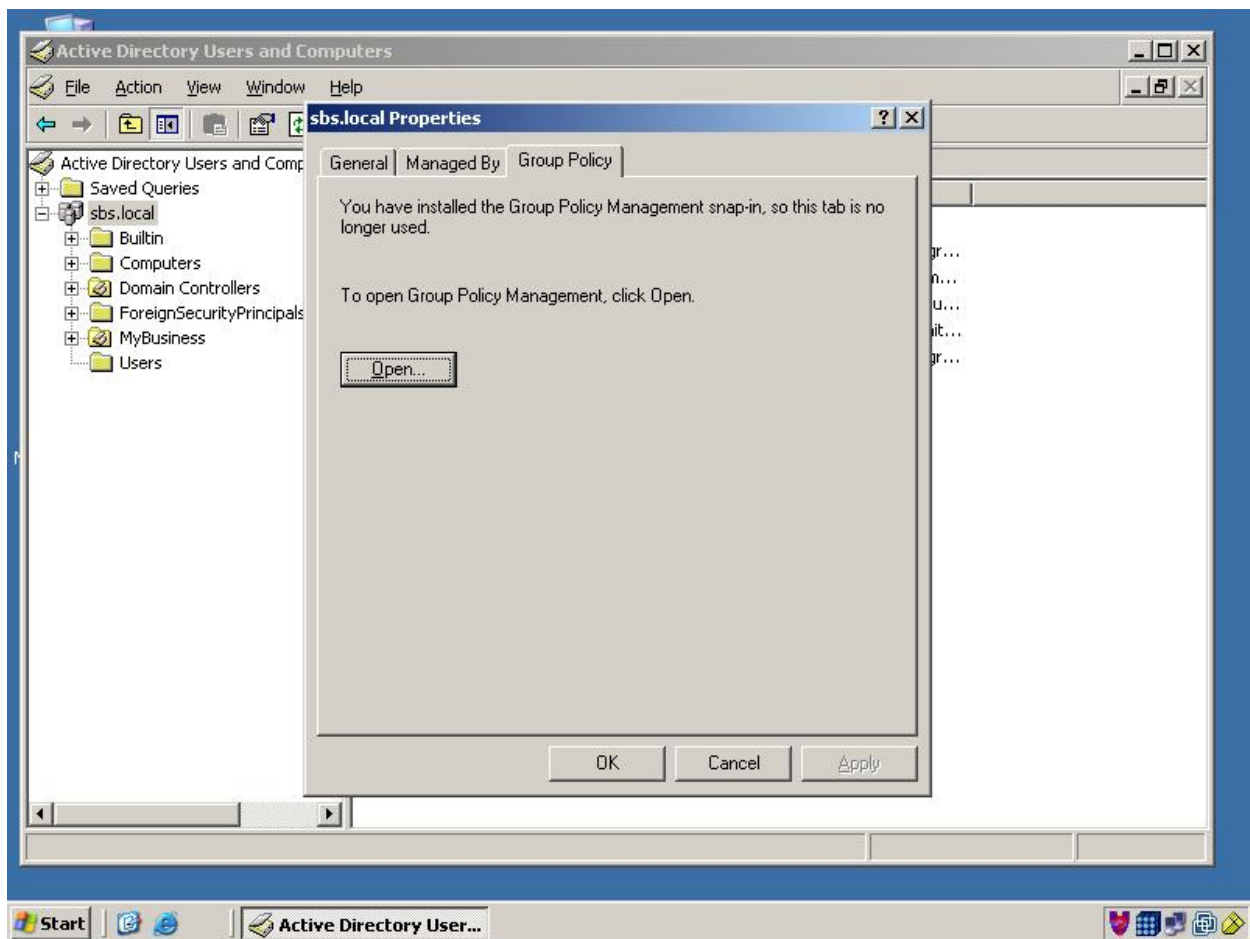 Active Directory Users and Computers
File Action View Window Help
sbs.local Properties
General Managed By Group Policy
Active Directory Users and Comp
Saved Queries
sbs.local
Builtin
Computers
Domain Controllers
ForeignSecurityPrincipals
MyBusiness
Users
You have installed the Group Policy Management snap-in, so this tab is no
longer used.
To open Group Policy Management, click Open.
Open...
gr...
u...
it...
gr...
OK Cancel Apply
Start Active Directory User...